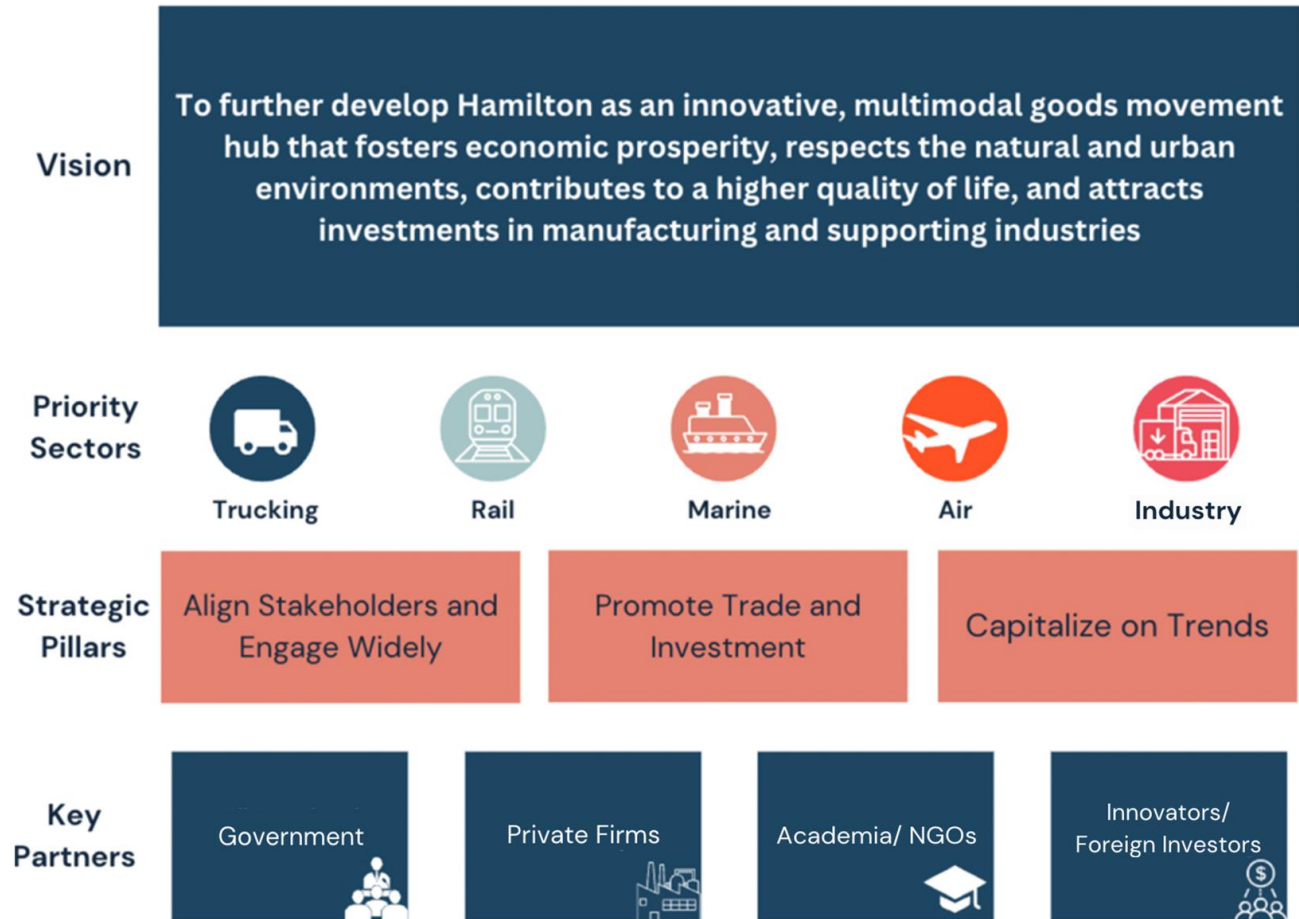 Vision
To further develop Hamilton as an innovative, multimodal goods movement
hub that fosters economic prosperity, respects the natural and urban
environments, contributes to a higher quality of life, and attracts
investments in manufacturing and supporting industries
Priority
Sectors
Trucking
Rail
Marine
Air
Industry
Strategic
Pillars
Align Stakeholders and
Engage Widely
Promote Trade and
Investment
Capitalize on Trends
Key
Partners
Government
Private Firms
Academia/ NGOs
Innovators/
Foreign Investors
$